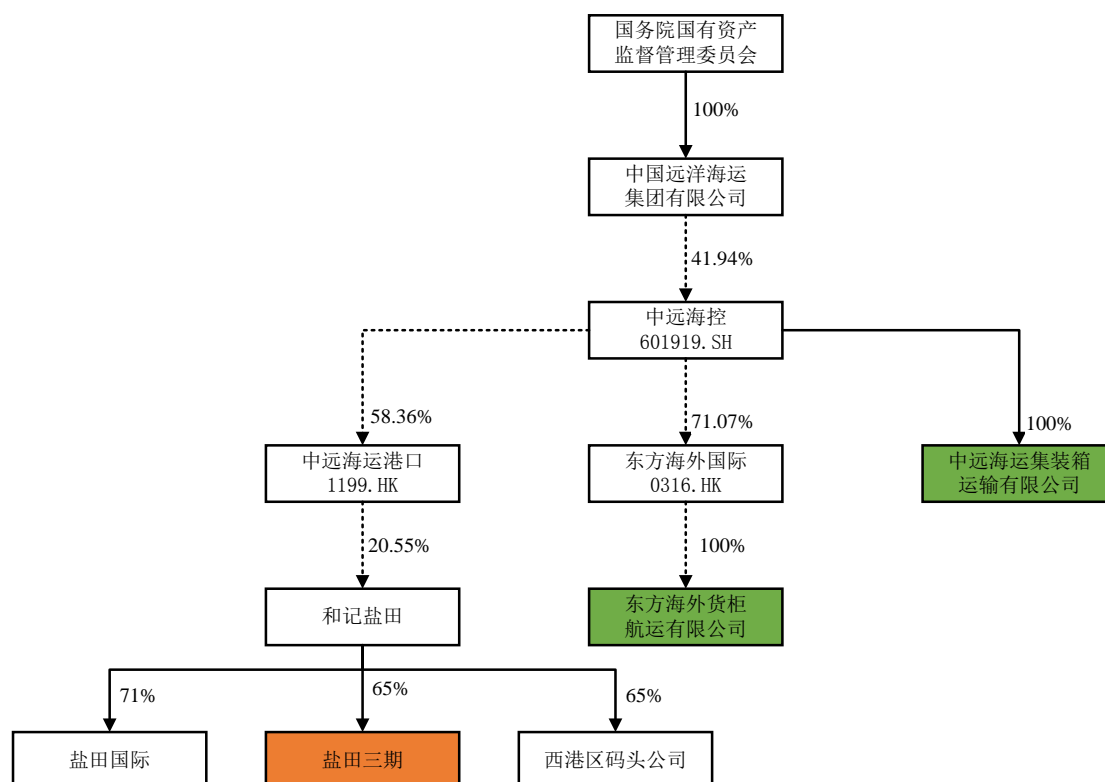 国务院国有资产
监督管理委员会
100%
中国远洋海运
集团有限公司
41.94%
中远海控
601919.SH
58.36%
71.07%
100%
中远海运港口
1199.HK
东方海外国际
0316.HK
中远海运集装箱
运输有限公司
20.55%
100%
和记盐田
东方海外货柜
航运有限公司
71%
65%
65%
盐田国际
盐田三期
西港区码头公司